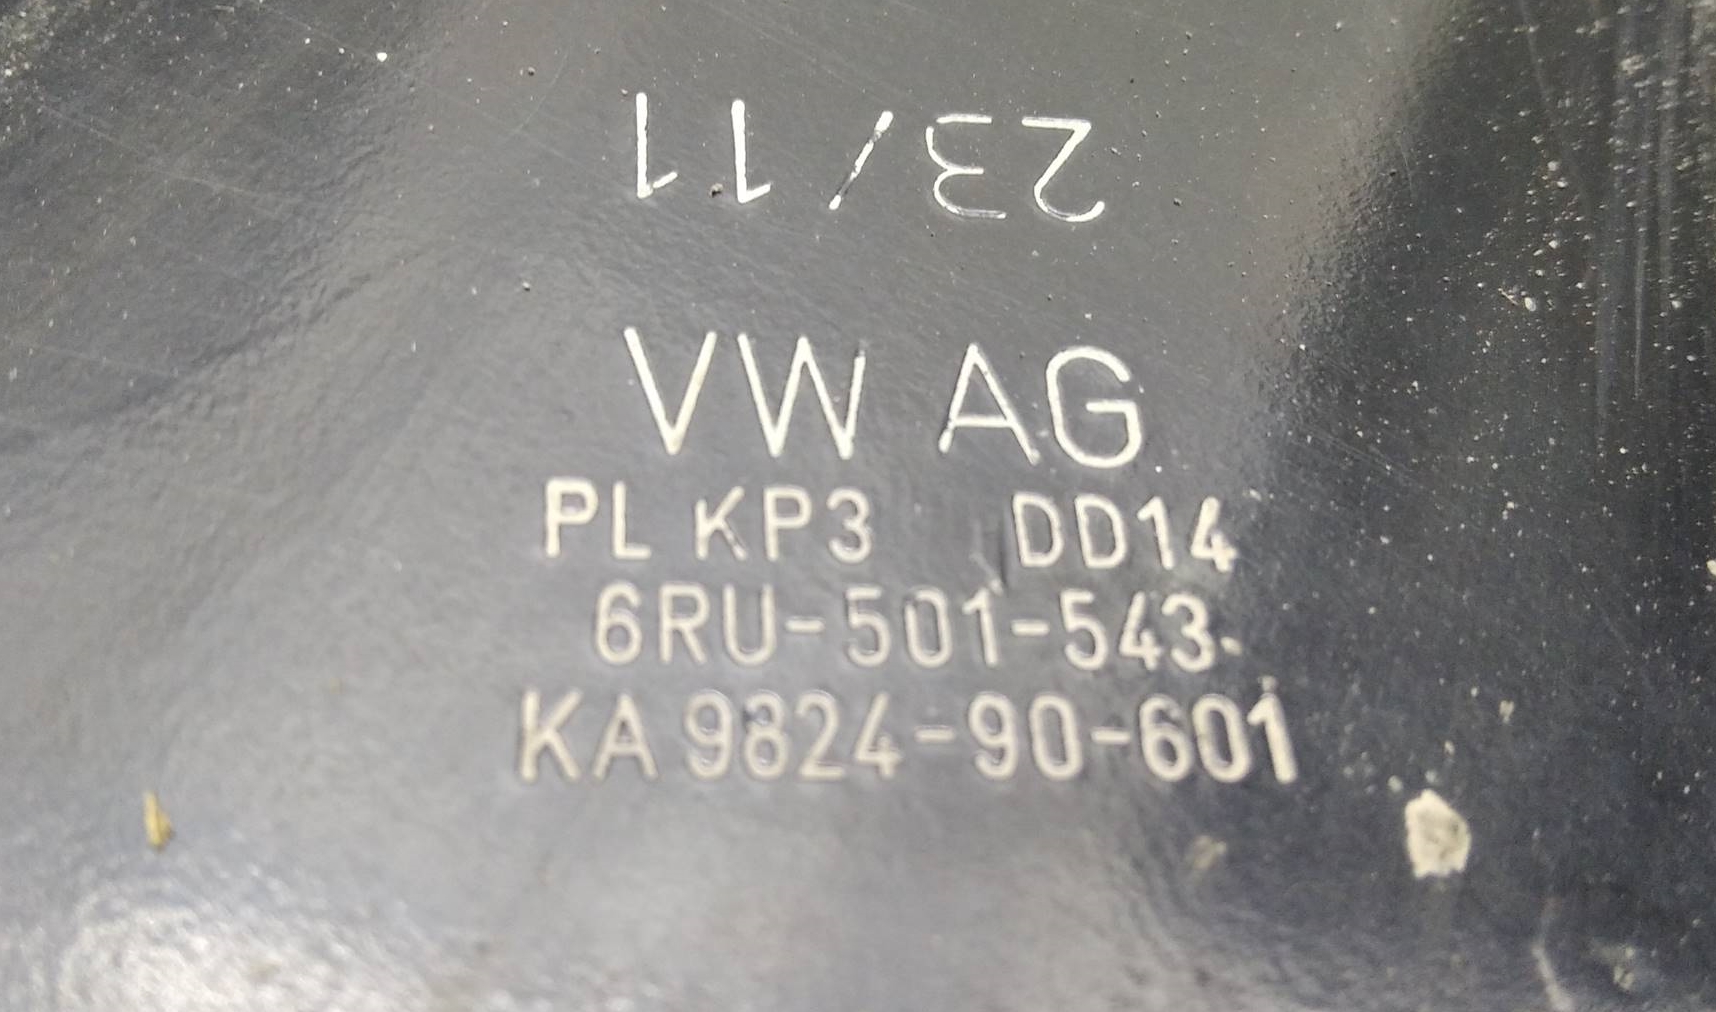 23/11
VW AG
PL KP3 DD14
6RU-501-543.
KA 9824-90-601